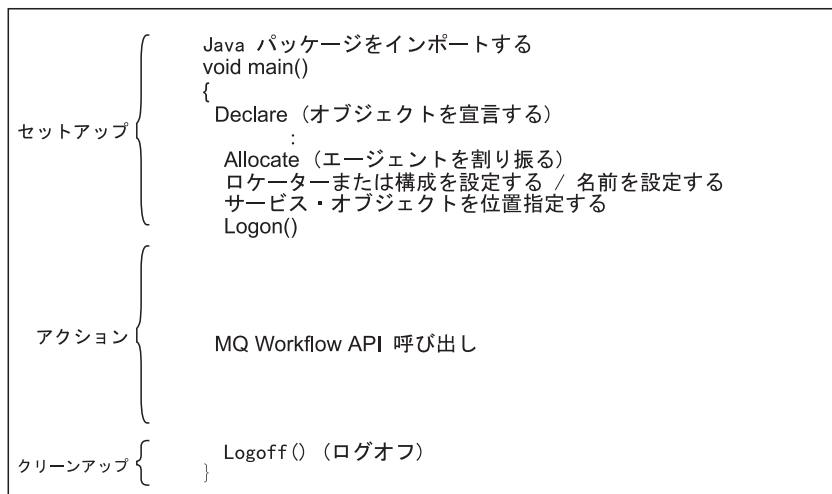 Java パッケージをインポートする
void main()
{
セットアップ
Declare (オブジェクトを宣言する)
:
Allocate (エージェントを割り振る)
ロケーターまたは構成を設定する / 名前を設定する
サービス・オブジェクトを位置指定する
Logon()
アクション
MQ Workflow API 呼び出し
クリーンアップ
Logoff() (ログオフ)
}